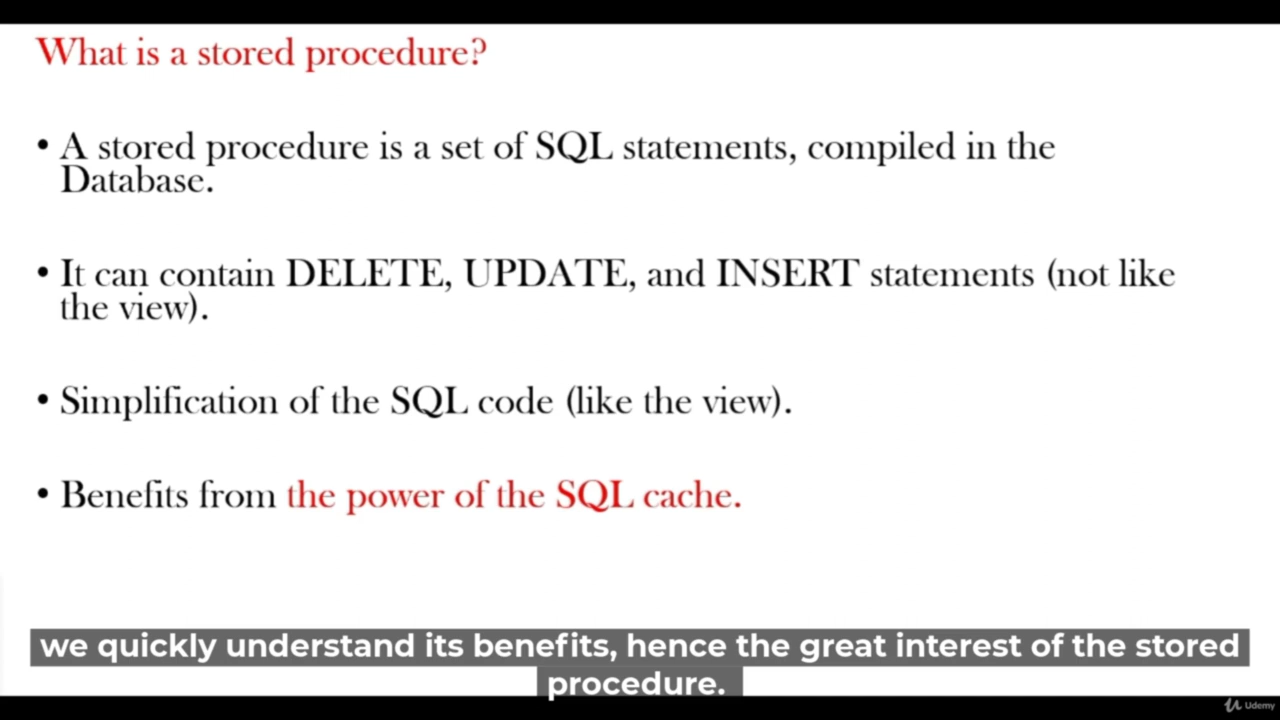 What is a stored procedure?
• A stored procedure is a set of SQL statements, compiled in the
Database.
• It can contain DELETE, UPDATE, and INSERT statements (not like
the view).
• Simplification of the SQL code (like the view).
• Benefits from the power of the SQL cache.
we quickly understand its benefits, hence the great interest of the stored
procedure.
Udemy